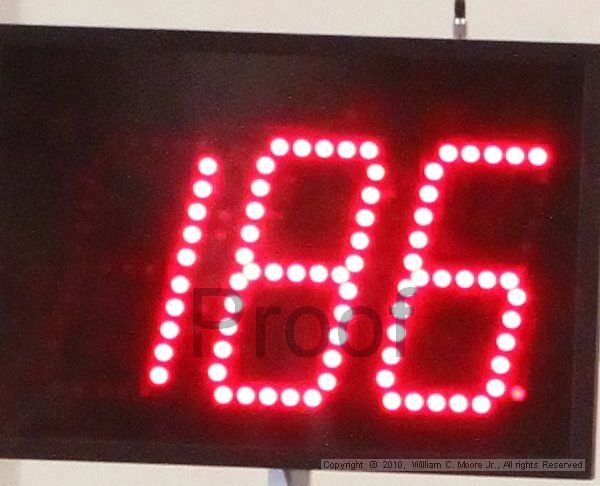 186
Proof
Copyright © 2010, William C. Moore Jr., All rights Reserved